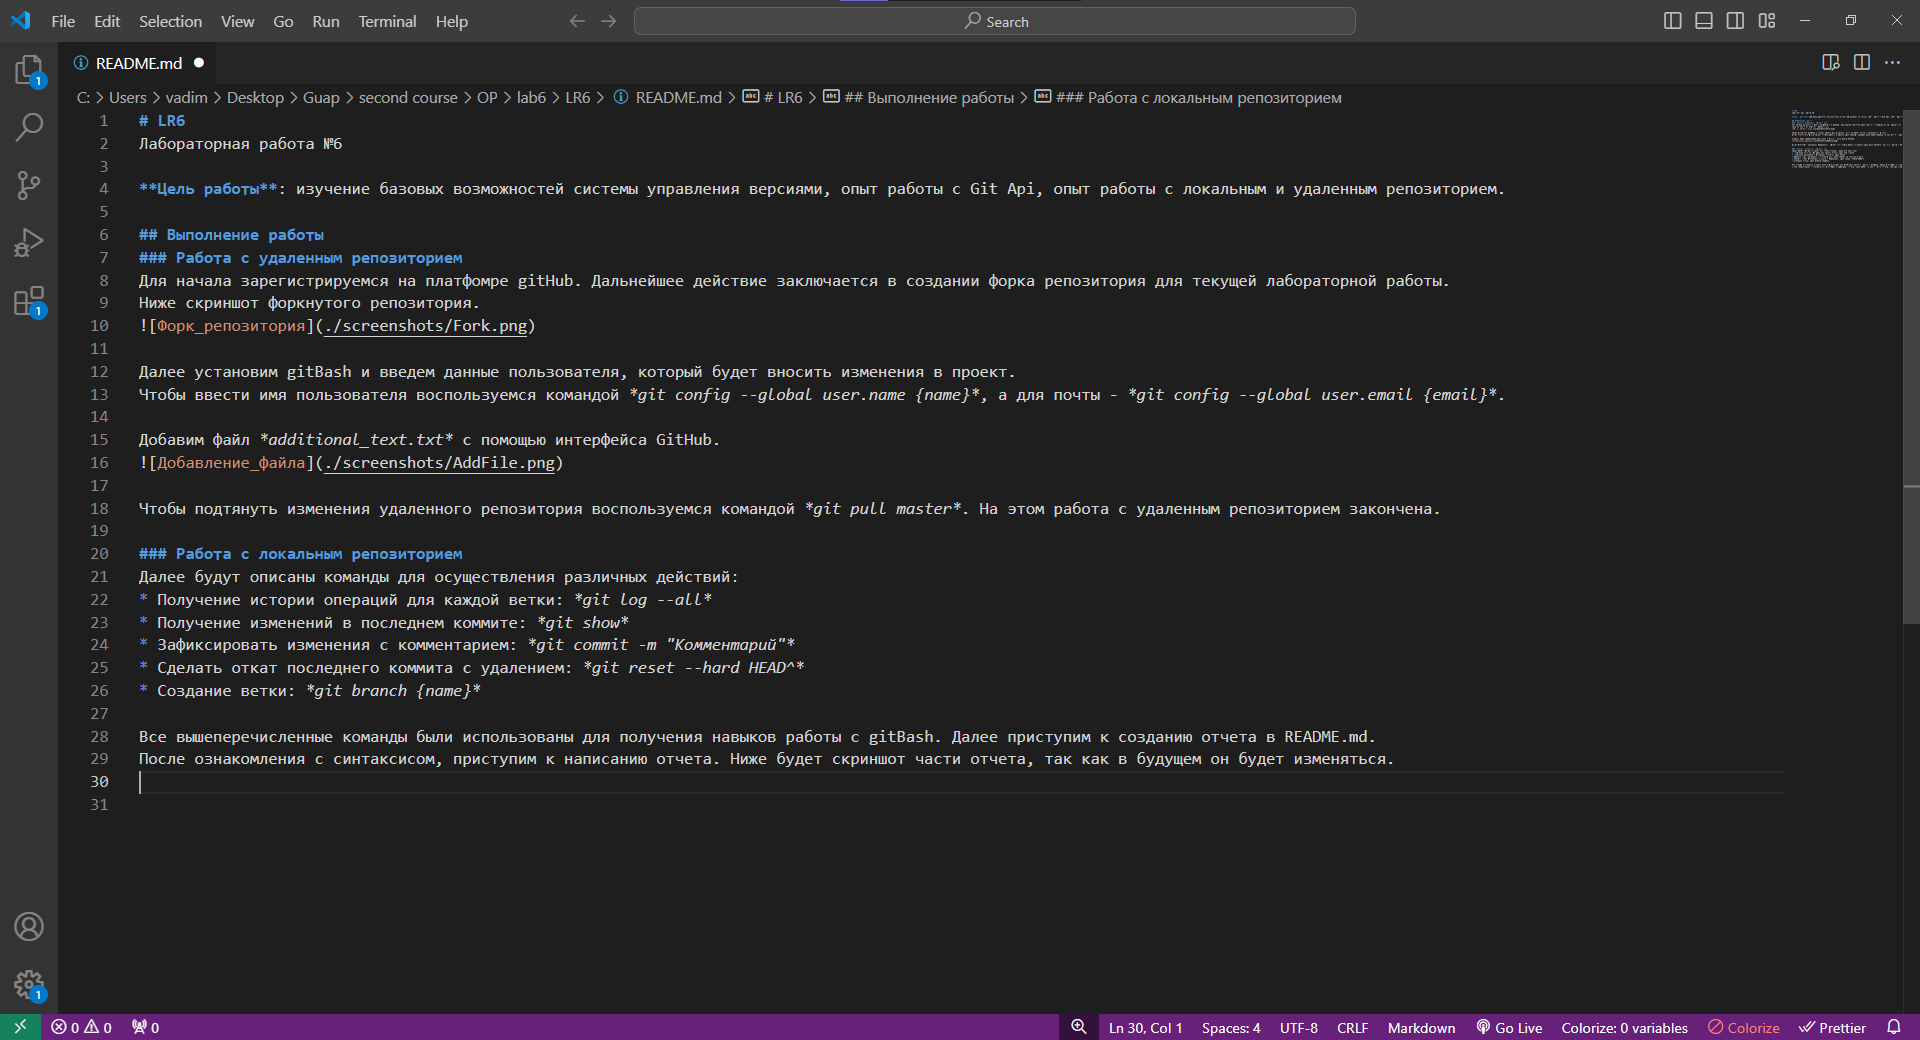 File Edit Selection View Go Run Terminal Help
Search
README.md
C: > Users > vadim > Desktop > Guap > second course > OP > lab6 > LR6 > README.md > # LR6 > ## Выполнение работы > ### Работа с локальным репозиторием
1 # LR6
2 Лабораторная работа №6
3
4 **Цель работы**: изучение базовых возможностей системы управления версиями, опыт работы с Git Api, опыт работы с локальным и удаленным репозиторием.
5
6 ## Выполнение работы
7 ### Работа с удаленным репозиторием
8 Для начала зарегистрируемся на платфомре gitHub. Дальнейшее действие заключается в создании форка репозитория для текущей лабораторной работы.
9 Ниже скриншот форкнутого репозитория.
10 ![Форк_репозитория](./screenshots/Fork.png)
11
12 Далее установим gitBash и введем данные пользователя, который будет вносить изменения в проект.
13 Чтобы ввести имя пользователя воспользуемся командой *git config --global user.name {name}*, а для почты - *git config --global user.email {email}*.
14
15 Добавим файл *additional_text.txt* с помощью интерфейса GitHub.
16 ![Добавление_файла](./screenshots/AddFile.png)
17
18 Чтобы подтянуть изменения удаленного репозитория воспользуемся командой *git pull master*. На этом работа с удаленным репозиторием закончена.
19
20 ### Работа с локальным репозиторием
21 Далее будут описаны команды для осуществления различных действий:
22 * Получение истории операций для каждой ветки: *git log --all*
23 * Получение изменений в последнем коммите: *git show*
24 * Зафиксировать изменения с комментарием: *git commit -m "Комментарий"*
25 * Сделать откат последнего коммита с удалением: *git reset --hard HEAD^*
26 * Создание ветки: *git branch {name}*
27
28 Все вышеперечисленные команды были использованы для получения навыков работы с gitBash. Далее приступим к созданию отчета в README.md.
29 После ознакомления с синтаксисом, приступим к написанию отчета. Ниже будет скриншот части отчета, так как в будущем он будет изменяться.
30
31
1
1
1
0 0 0 Ln 30, Col 1 Spaces: 4 UTF-8 CRLF Markdown Go Live Colorize: 0 variables Colorize Prettier